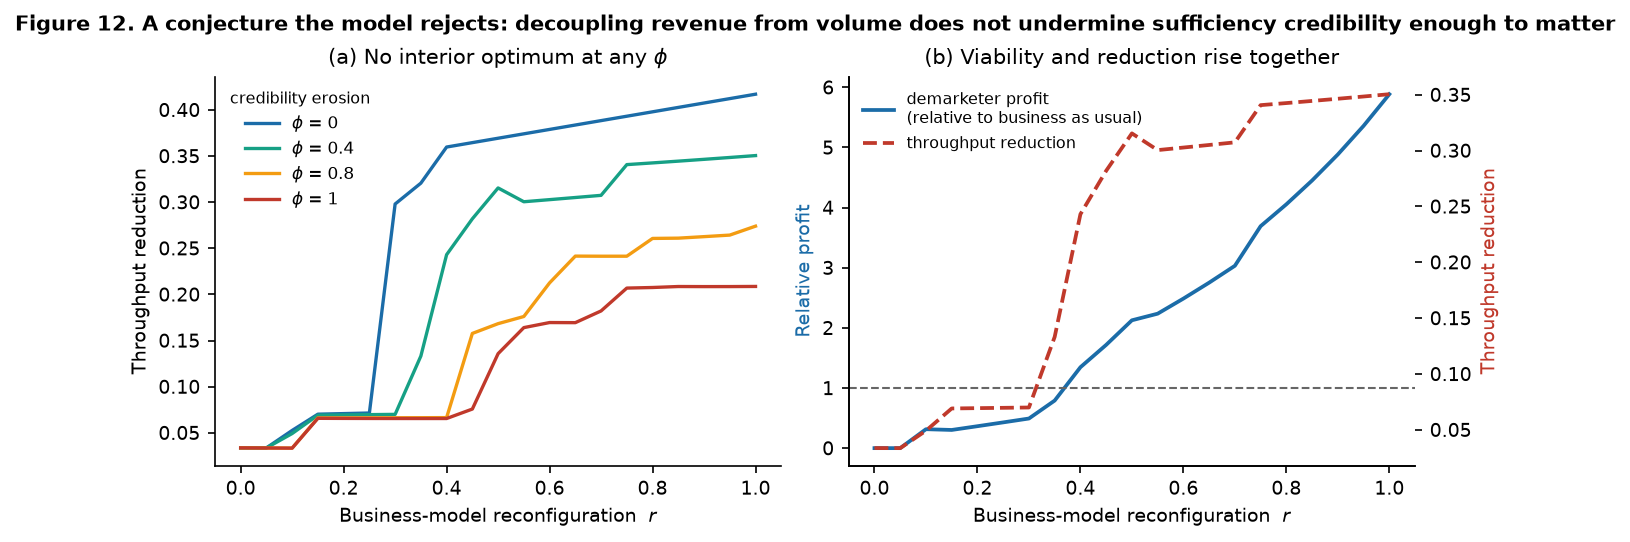 Figure 12. A conjecture the model rejects: decoupling revenue from volume does not undermine sufficiency credibility enough to matter
(a) No interior optimum at any ϕ
Throughput reduction
0.40
0.35
0.30
0.25
0.20
0.15
0.10
0.05
credibility erosion
ϕ = 0
ϕ = 0.4
ϕ = 0.8
ϕ = 1
0.0 0.2 0.4 0.6 0.8 1.0
Business-model reconfiguration r
(b) Viability and reduction rise together
Relative profit
6
5
4
3
2
1
0
demarketer profit
(relative to business as usual)
throughput reduction
0.35
0.30
0.25
0.20
0.15
0.10
0.05
Throughput reduction
0.0 0.2 0.4 0.6 0.8 1.0
Business-model reconfiguration r